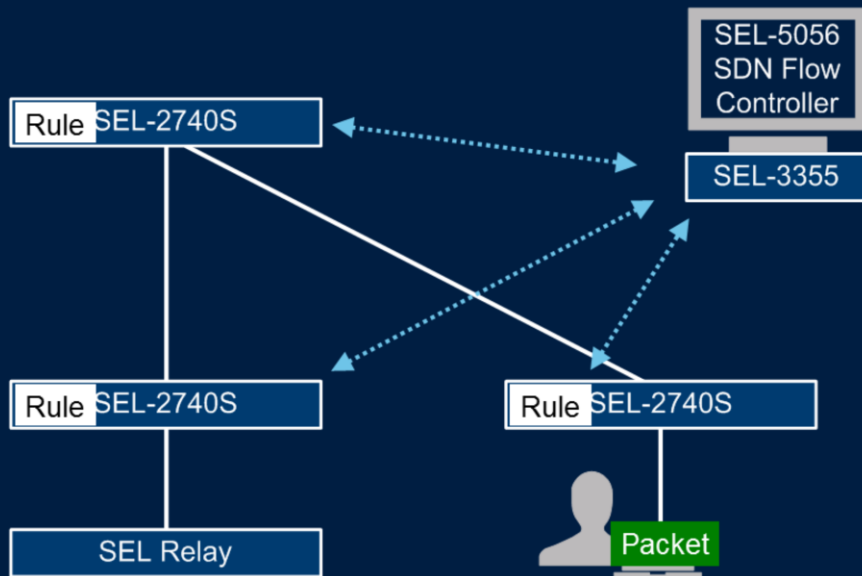 SEL-5056
SDN Flow
Controller
Rule SEL-2740S
SEL-3355
Rule SEL-2740S
Rule SEL-2740S
SEL Relay
Packet